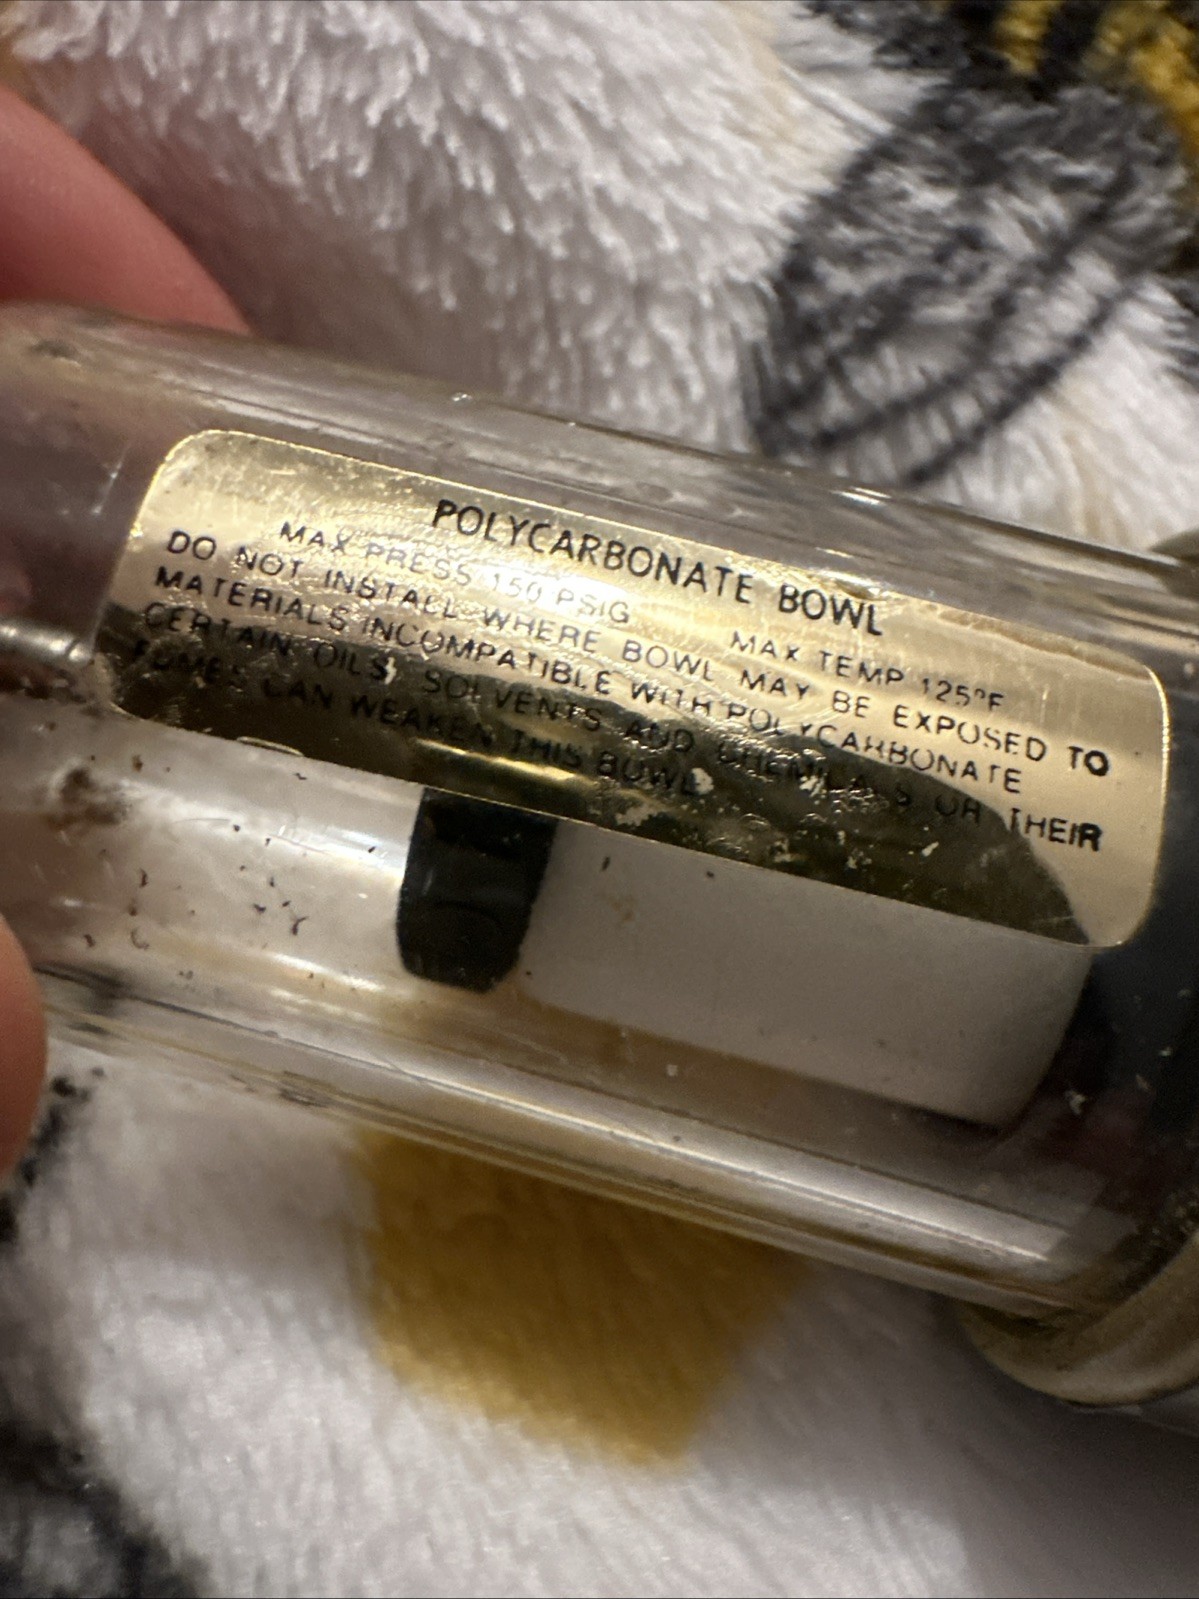 POLYCARBONATE BOWL
MAX PRESS 150 PSIG MAX TEMP 125°F
DO NOT INSTALL WHERE BOWL MAY BE EXPOSED TO
MATERIALS INCOMPATIBLE WITH POLYCARBONATE
CERTAIN OILS, SOLVENTS AND CHEMICALS OR THEIR
FUMES CAN WEAKEN THIS BOWL